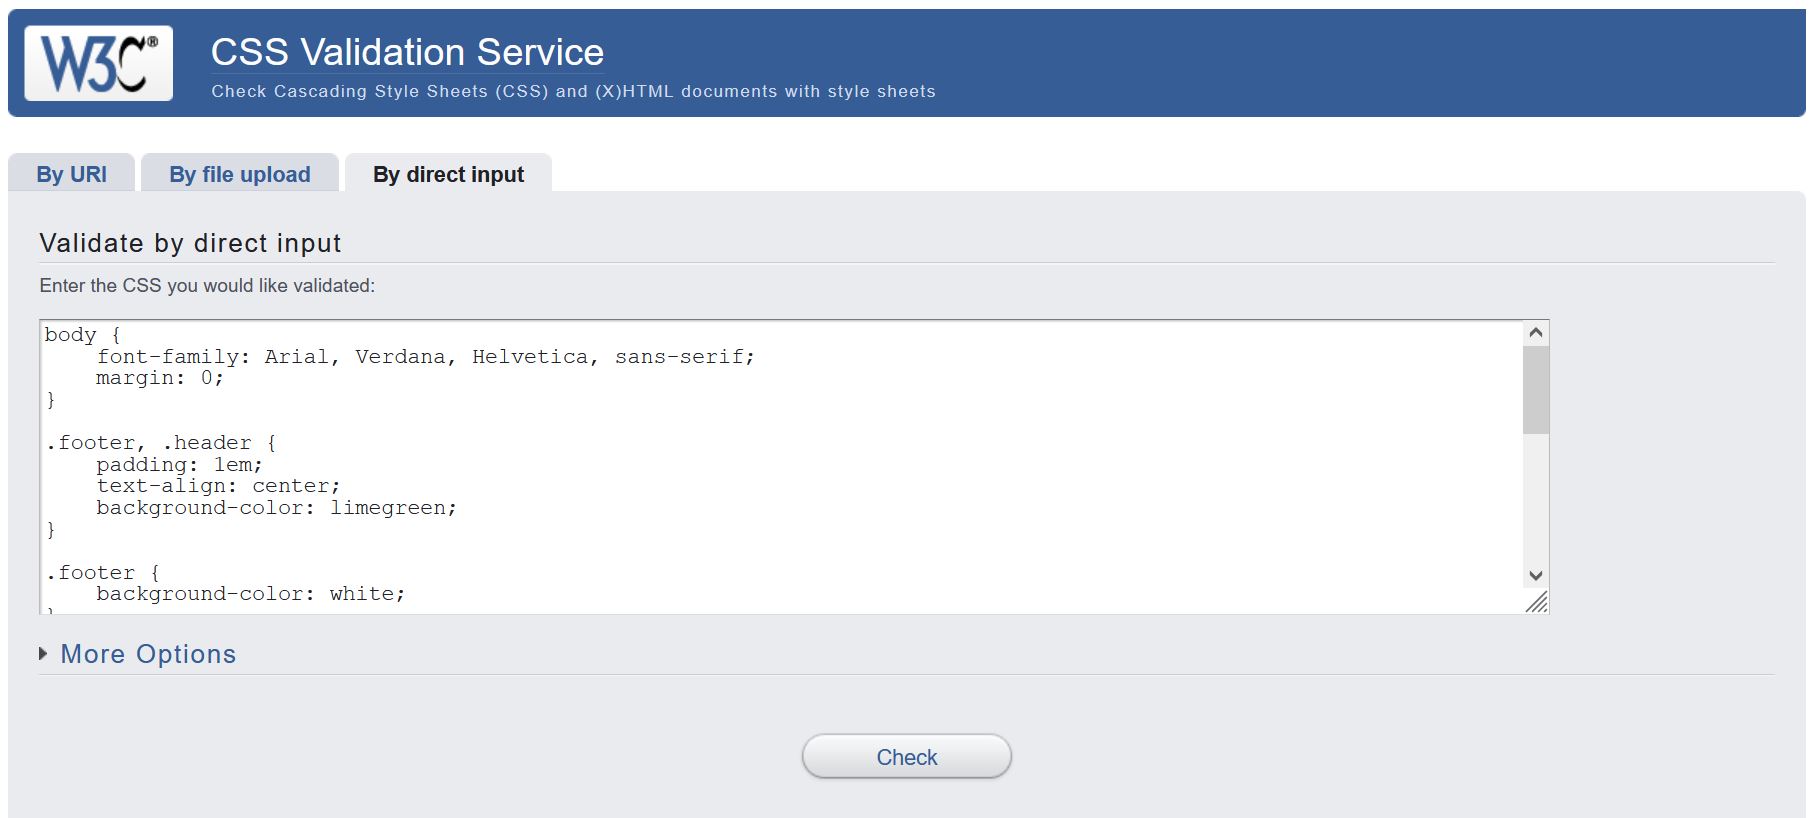 W3C®
CSS Validation Service
Check Cascading Style Sheets (CSS) and (X)HTML documents with style sheets
By URI
By file upload
By direct input
Validate by direct input
Enter the CSS you would like validated:
body {
    font-family: Arial, Verdana, Helvetica, sans-serif;
    margin: 0;
}
.footer, .header {
    padding: 1em;
    text-align: center;
    background-color: limegreen;
}
.footer {
    background-color: white;
}
More Options
Check